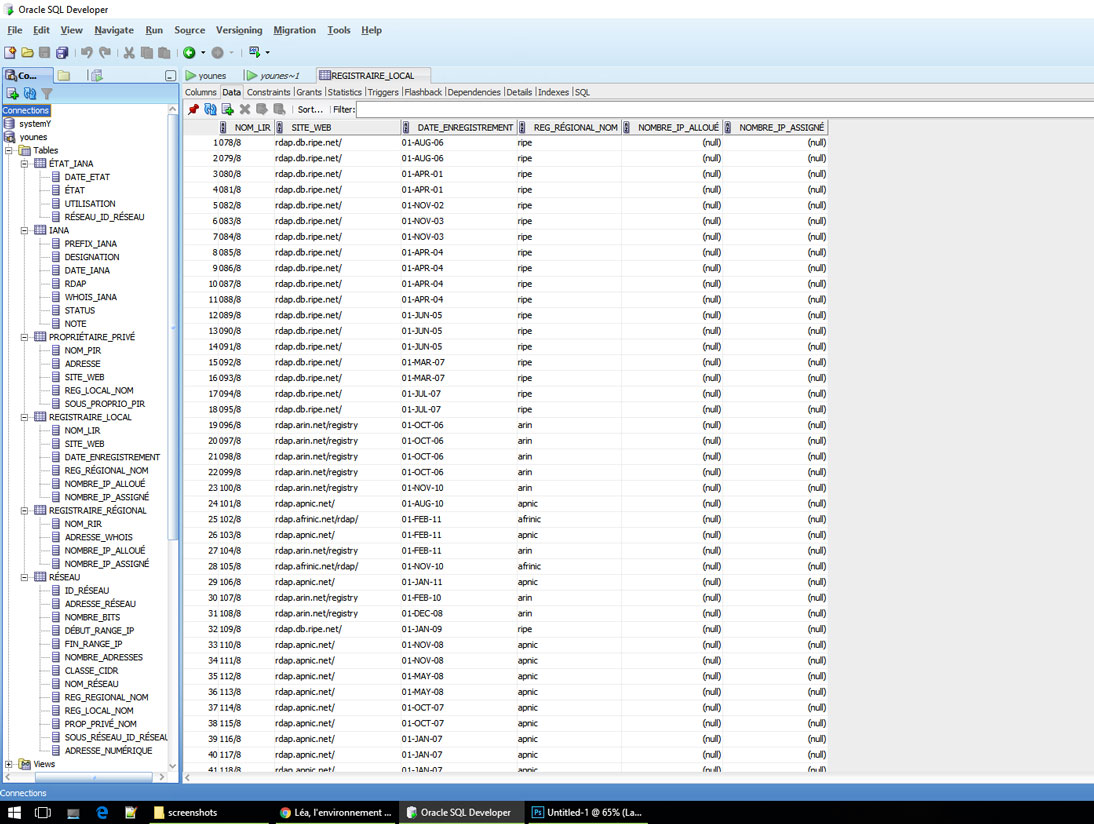 Oracle SQL Developer
File Edit View Navigate Run Source Versioning Migration Tools Help
Co... younes younes~1 REGISTRAIRE_LOCAL
Columns Data Constraints Grants Statistics Triggers Flashback Dependencies Details Indexes SQL
Sort... Filter:
Connections
systemY
younes
Tables
ÉTAT_IANA
DATE_ETAT
ÉTAT
UTILISATION
RÉSEAU_ID_RÉSEAU
IANA
PREFIX_IANA
DESIGNATION
DATE_IANA
RDAP
WHOIS_IANA
STATUS
NOTE
PROPRIÉTAIRE_PRIVÉ
NOM_PIR
ADRESSE
SITE_WEB
REG_LOCAL_NOM
SOUS_PROPRIO_PIR
REGISTRAIRE_LOCAL
NOM_LIR
SITE_WEB
DATE_ENREGISTREMENT
REG_RÉGIONAL_NOM
NOMBRE_IP_ALLOUÉ
NOMBRE_IP_ASSIGNÉ
REGISTRAIRE_RÉGIONAL
NOM_RIR
ADRESSE_WHOIS
NOMBRE_IP_ALLOUÉ
NOMBRE_IP_ASSIGNÉ
RÉSEAU
ID_RÉSEAU
ADRESSE_RÉSEAU
NOMBRE_BITS
DÉBUT_RANGE_IP
FIN_RANGE_IP
NOMBRE_ADRESSES
CLASSE_CIDR
NOM_RÉSEAU
REG_REGIONAL_NOM
REG_LOCAL_NOM
PROP_PRIVÉ_NOM
SOUS_RÉSEAU_ID_RÉSEAU
ADRESSE_NUMÉRIQUE
Views
NOM_LIR SITE_WEB DATE_ENREGISTREMENT REG_RÉGIONAL_NOM NOMBRE_IP_ALLOUÉ NOMBRE_IP_ASSIGNÉ
1 078/8 rdap.db.ripe.net/ 01-AUG-06 ripe (null) (null)
2 079/8 rdap.db.ripe.net/ 01-AUG-06 ripe (null) (null)
3 080/8 rdap.db.ripe.net/ 01-APR-01 ripe (null) (null)
4 081/8 rdap.db.ripe.net/ 01-APR-01 ripe (null) (null)
5 082/8 rdap.db.ripe.net/ 01-NOV-02 ripe (null) (null)
6 083/8 rdap.db.ripe.net/ 01-NOV-03 ripe (null) (null)
7 084/8 rdap.db.ripe.net/ 01-NOV-03 ripe (null) (null)
8 085/8 rdap.db.ripe.net/ 01-APR-04 ripe (null) (null)
9 086/8 rdap.db.ripe.net/ 01-APR-04 ripe (null) (null)
10 087/8 rdap.db.ripe.net/ 01-APR-04 ripe (null) (null)
11 088/8 rdap.db.ripe.net/ 01-APR-04 ripe (null) (null)
12 089/8 rdap.db.ripe.net/ 01-JUN-05 ripe (null) (null)
13 090/8 rdap.db.ripe.net/ 01-JUN-05 ripe (null) (null)
14 091/8 rdap.db.ripe.net/ 01-JUN-05 ripe (null) (null)
15 092/8 rdap.db.ripe.net/ 01-MAR-07 ripe (null) (null)
16 093/8 rdap.db.ripe.net/ 01-MAR-07 ripe (null) (null)
17 094/8 rdap.db.ripe.net/ 01-JUL-07 ripe (null) (null)
18 095/8 rdap.db.ripe.net/ 01-JUL-07 ripe (null) (null)
19 096/8 rdap.arin.net/registry 01-OCT-06 arin (null) (null)
20 097/8 rdap.arin.net/registry 01-OCT-06 arin (null) (null)
21 098/8 rdap.arin.net/registry 01-OCT-06 arin (null) (null)
22 099/8 rdap.arin.net/registry 01-OCT-06 arin (null) (null)
23 100/8 rdap.arin.net/registry 01-NOV-10 arin (null) (null)
24 101/8 rdap.apnic.net/ 01-AUG-10 apnic (null) (null)
25 102/8 rdap.afrinic.net/rdap/ 01-FEB-11 afrinic (null) (null)
26 103/8 rdap.apnic.net/ 01-FEB-11 apnic (null) (null)
27 104/8 rdap.arin.net/registry 01-FEB-11 arin (null) (null)
28 105/8 rdap.afrinic.net/rdap/ 01-NOV-10 afrinic (null) (null)
29 106/8 rdap.apnic.net/ 01-JAN-11 apnic (null) (null)
30 107/8 rdap.arin.net/registry 01-FEB-10 arin (null) (null)
31 108/8 rdap.arin.net/registry 01-DEC-08 arin (null) (null)
32 109/8 rdap.db.ripe.net/ 01-JAN-09 ripe (null) (null)
33 110/8 rdap.apnic.net/ 01-NOV-08 apnic (null) (null)
34 111/8 rdap.apnic.net/ 01-NOV-08 apnic (null) (null)
35 112/8 rdap.apnic.net/ 01-MAY-08 apnic (null) (null)
36 113/8 rdap.apnic.net/ 01-MAY-08 apnic (null) (null)
37 114/8 rdap.apnic.net/ 01-OCT-07 apnic (null) (null)
38 115/8 rdap.apnic.net/ 01-OCT-07 apnic (null) (null)
39 116/8 rdap.apnic.net/ 01-JAN-07 apnic (null) (null)
40 117/8 rdap.apnic.net/ 01-JAN-07 apnic (null) (null)
41 118/8 rdap.apnic.net/ 01-JAN-07 apnic (null) (null)
Connections
screenshots Léa, l'environnement ... Oracle SQL Developer Untitled-1 @ 65% (La...